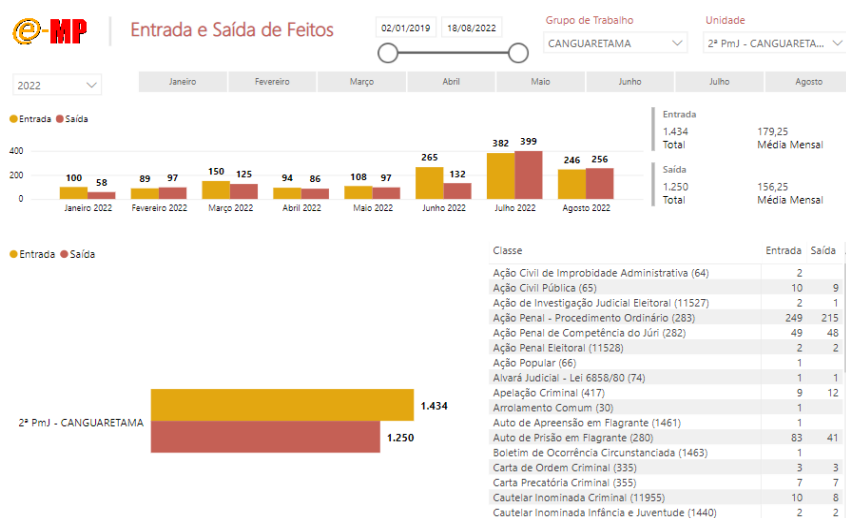 e-MP
Entrada e Saída de Feitos
02/01/2019 18/08/2022
Grupo de Trabalho
CANGUARETAMA
Unidade
2ª PmJ - CANGUARETA...
2022
Janeiro Fevereiro Março Abril Maio Junho Julho Agosto
Entrada Saída
400
200
0
100 58
89 97
150 125
94 86
108 97
265 132
382 399
246 256
Janeiro 2022 Fevereiro 2022 Março 2022 Abril 2022 Maio 2022 Junho 2022 Julho 2022 Agosto 2022
Entrada
1.434 179,25
Total Média Mensal
Saída
1.250 156,25
Total Média Mensal
Entrada Saída
2ª PmJ - CANGUARETAMA
1.434
1.250
Classe Entrada Saída
Ação Civil de Improbidade Administrativa (64) 2
Ação Civil Pública (65) 10 9
Ação de Investigação Judicial Eleitoral (11527) 2 1
Ação Penal - Procedimento Ordinário (283) 249 215
Ação Penal de Competência do Júri (282) 49 48
Ação Penal Eleitoral (11528) 2 2
Ação Popular (66) 1
Alvará Judicial - Lei 6858/80 (74) 1 1
Apelação Criminal (417) 9 12
Arrolamento Comum (30) 1
Auto de Apreensão em Flagrante (1461) 1
Auto de Prisão em Flagrante (280) 83 41
Boletim de Ocorrência Circunstanciada (1463) 1
Carta de Ordem Criminal (335) 3 3
Carta Precatória Criminal (355) 7 7
Cautelar Inominada Criminal (11955) 10 8
Cautelar Inominada Infância e Juventude (1440) 2 2